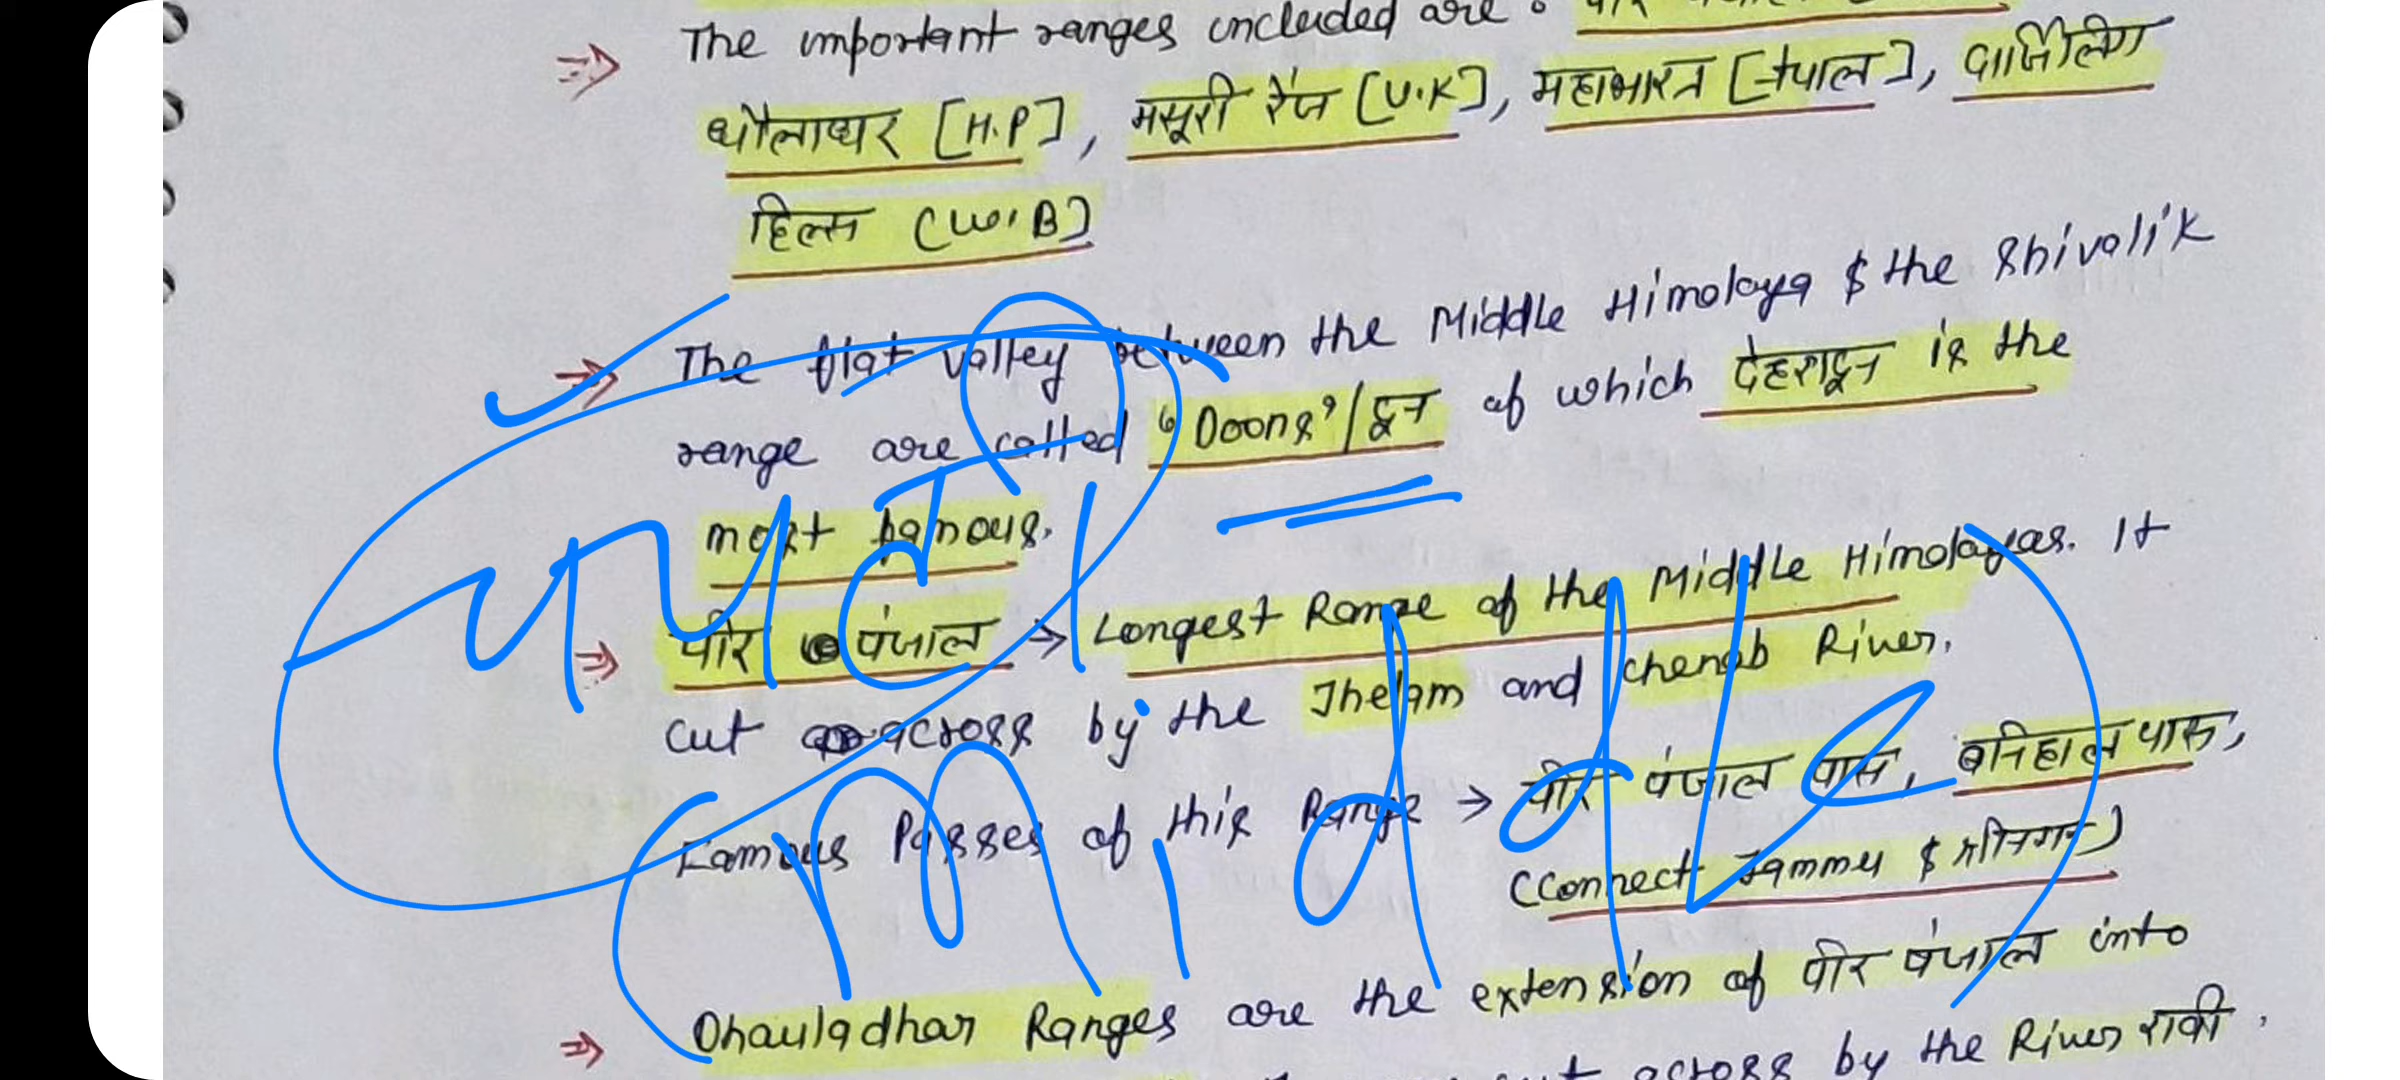 The important ranges included are : पीर
धौलाधर [H.P], मसूरी रेंज [U.K], महाभारत [नेपाल], दार्जिलिंग
हिल्स (W.B]
The flat valley between the Middle Himalaya $ the Shivalik
range are called "Doons"/दून of which देहरादून is the
most famous.
पीर पंजाल → Longest Range of the Middle Himalayas. It
cut across by the Jhelam and Chenab River.
Famous Passes of this Range → पीर पंजाल पास, बनिहाल पास,
(Connect Jammu $ श्रीनगर)
Dhauladhar Ranges are the extension of पीर पंजाल into
across by the River रावी.
(middle)